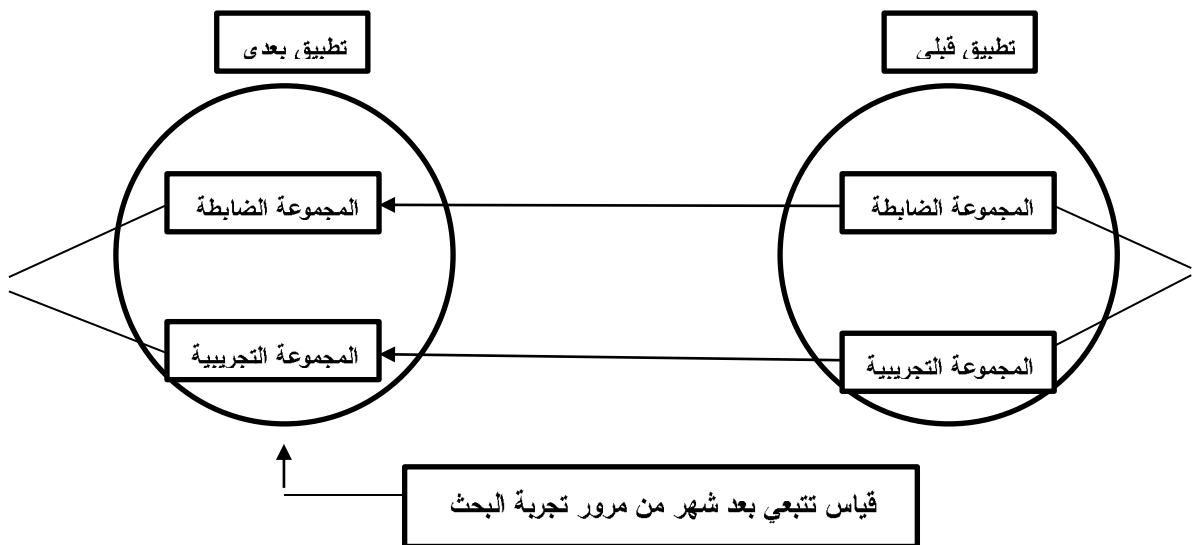 تطبيق قبلي
تطبيق بعدى
المجموعة الضابطة
المجموعة الضابطة
المجموعة التجريبية
المجموعة التجريبية
قياس تتبعي بعد شهر من مرور تجربة البحث